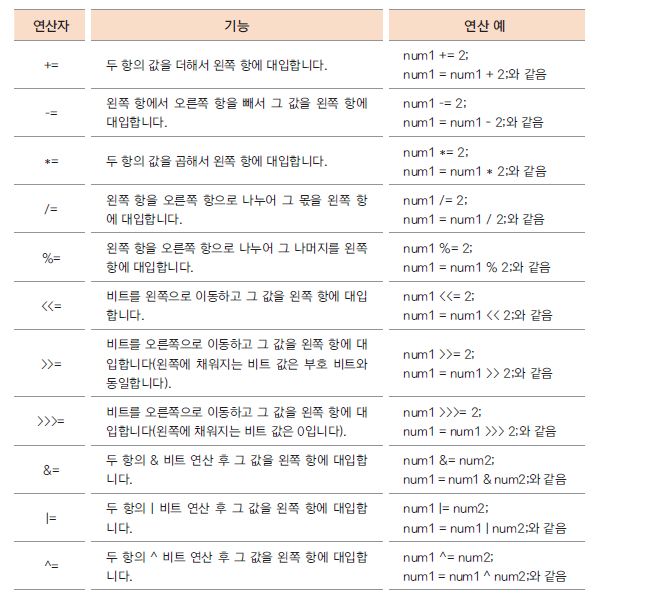 연산자 기능 연산 예
+= 두 항의 값을 더해서 왼쪽 항에 대입합니다. num1 += 2;
num1 = num1 + 2;와 같음
-= 왼쪽 항에서 오른쪽 항을 빼서 그 값을 왼쪽 항에
대입합니다. num1 -= 2;
num1 = num1 - 2;와 같음
*= 두 항의 값을 곱해서 왼쪽 항에 대입합니다. num1 *= 2;
num1 = num1 * 2;와 같음
/= 왼쪽 항을 오른쪽 항으로 나누어 그 몫을 왼쪽 항
에 대입합니다. num1 /= 2;
num1 = num1 / 2;와 같음
%= 왼쪽 항을 오른쪽 항으로 나누어 그 나머지를 왼쪽
항에 대입합니다. num1 %= 2;
num1 = num1 % 2;와 같음
<<= 비트를 왼쪽으로 이동하고 그 값을 왼쪽 항에 대입
합니다. num1 <<= 2;
num1 = num1 << 2;와 같음
>>= 비트를 오른쪽으로 이동하고 그 값을 왼쪽 항에 대
입합니다(왼쪽에 채워지는 비트 값은 부호 비트와
동일합니다). num1 >>= 2;
num1 = num1 >> 2;와 같음
>>>= 비트를 오른쪽으로 이동하고 그 값을 왼쪽 항에 대
입합니다(왼쪽에 채워지는 비트 값은 0입니다). num1 >>>= 2;
num1 = num1 >>> 2;와 같음
&= 두 항의 & 비트 연산 후 그 값을 왼쪽 항에 대입합
니다. num1 &= num2;
num1 = num1 & num2;와 같음
|= 두 항의 | 비트 연산 후 그 값을 왼쪽 항에 대입합
니다. num1 |= num2;
num1 = num1 | num2;와 같음
^= 두 항의 ^ 비트 연산 후 그 값을 왼쪽 항에 대입합
니다. num1 ^= num2;
num1 = num1 ^ num2;와 같음